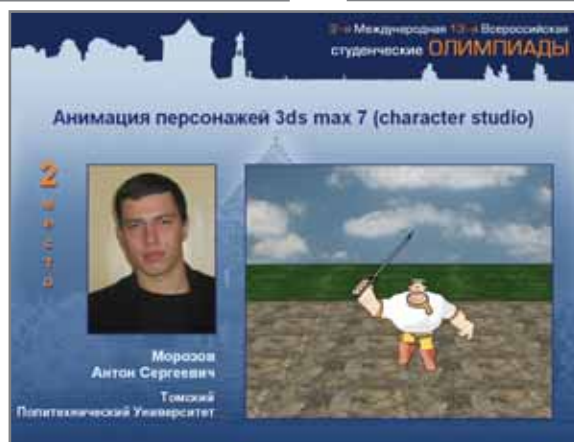 2-я Международная 13-я Всероссийская
студенческие ОЛИМПИАДЫ
Анимация персонажей 3ds max 7 (character studio)
2 место
Морозов
Антон Сергеевич
Томский
Политехнический Университет